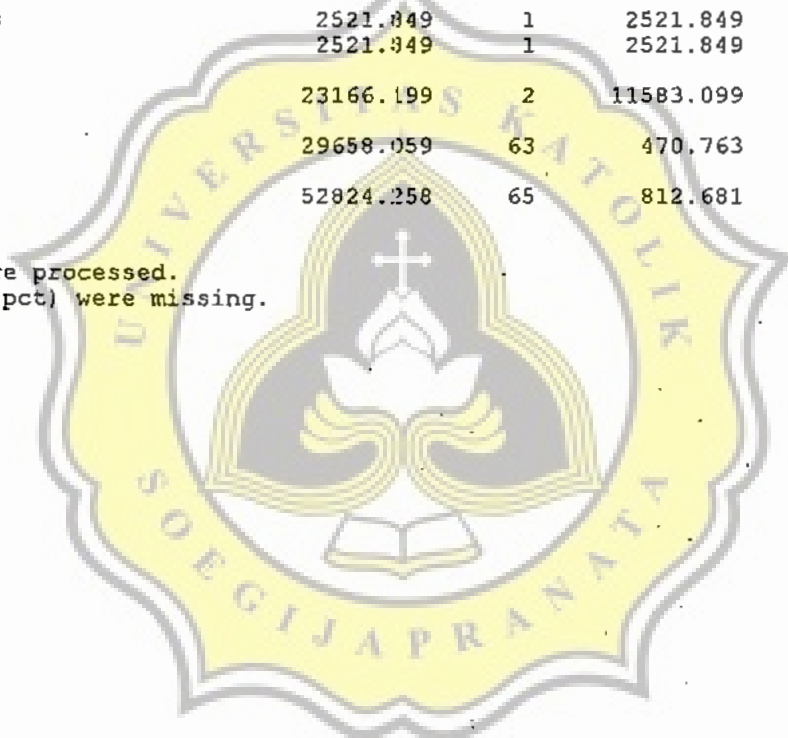 2521.849 1 2521.849
2521.849 1 2521.849
23166.199 2 11583.099
29658.059 63 470.763
52824.258 65 812.681
re processed.
pct) were missing.
UNIVERSITAS KATOLIK
SOEGIJAPRANATA